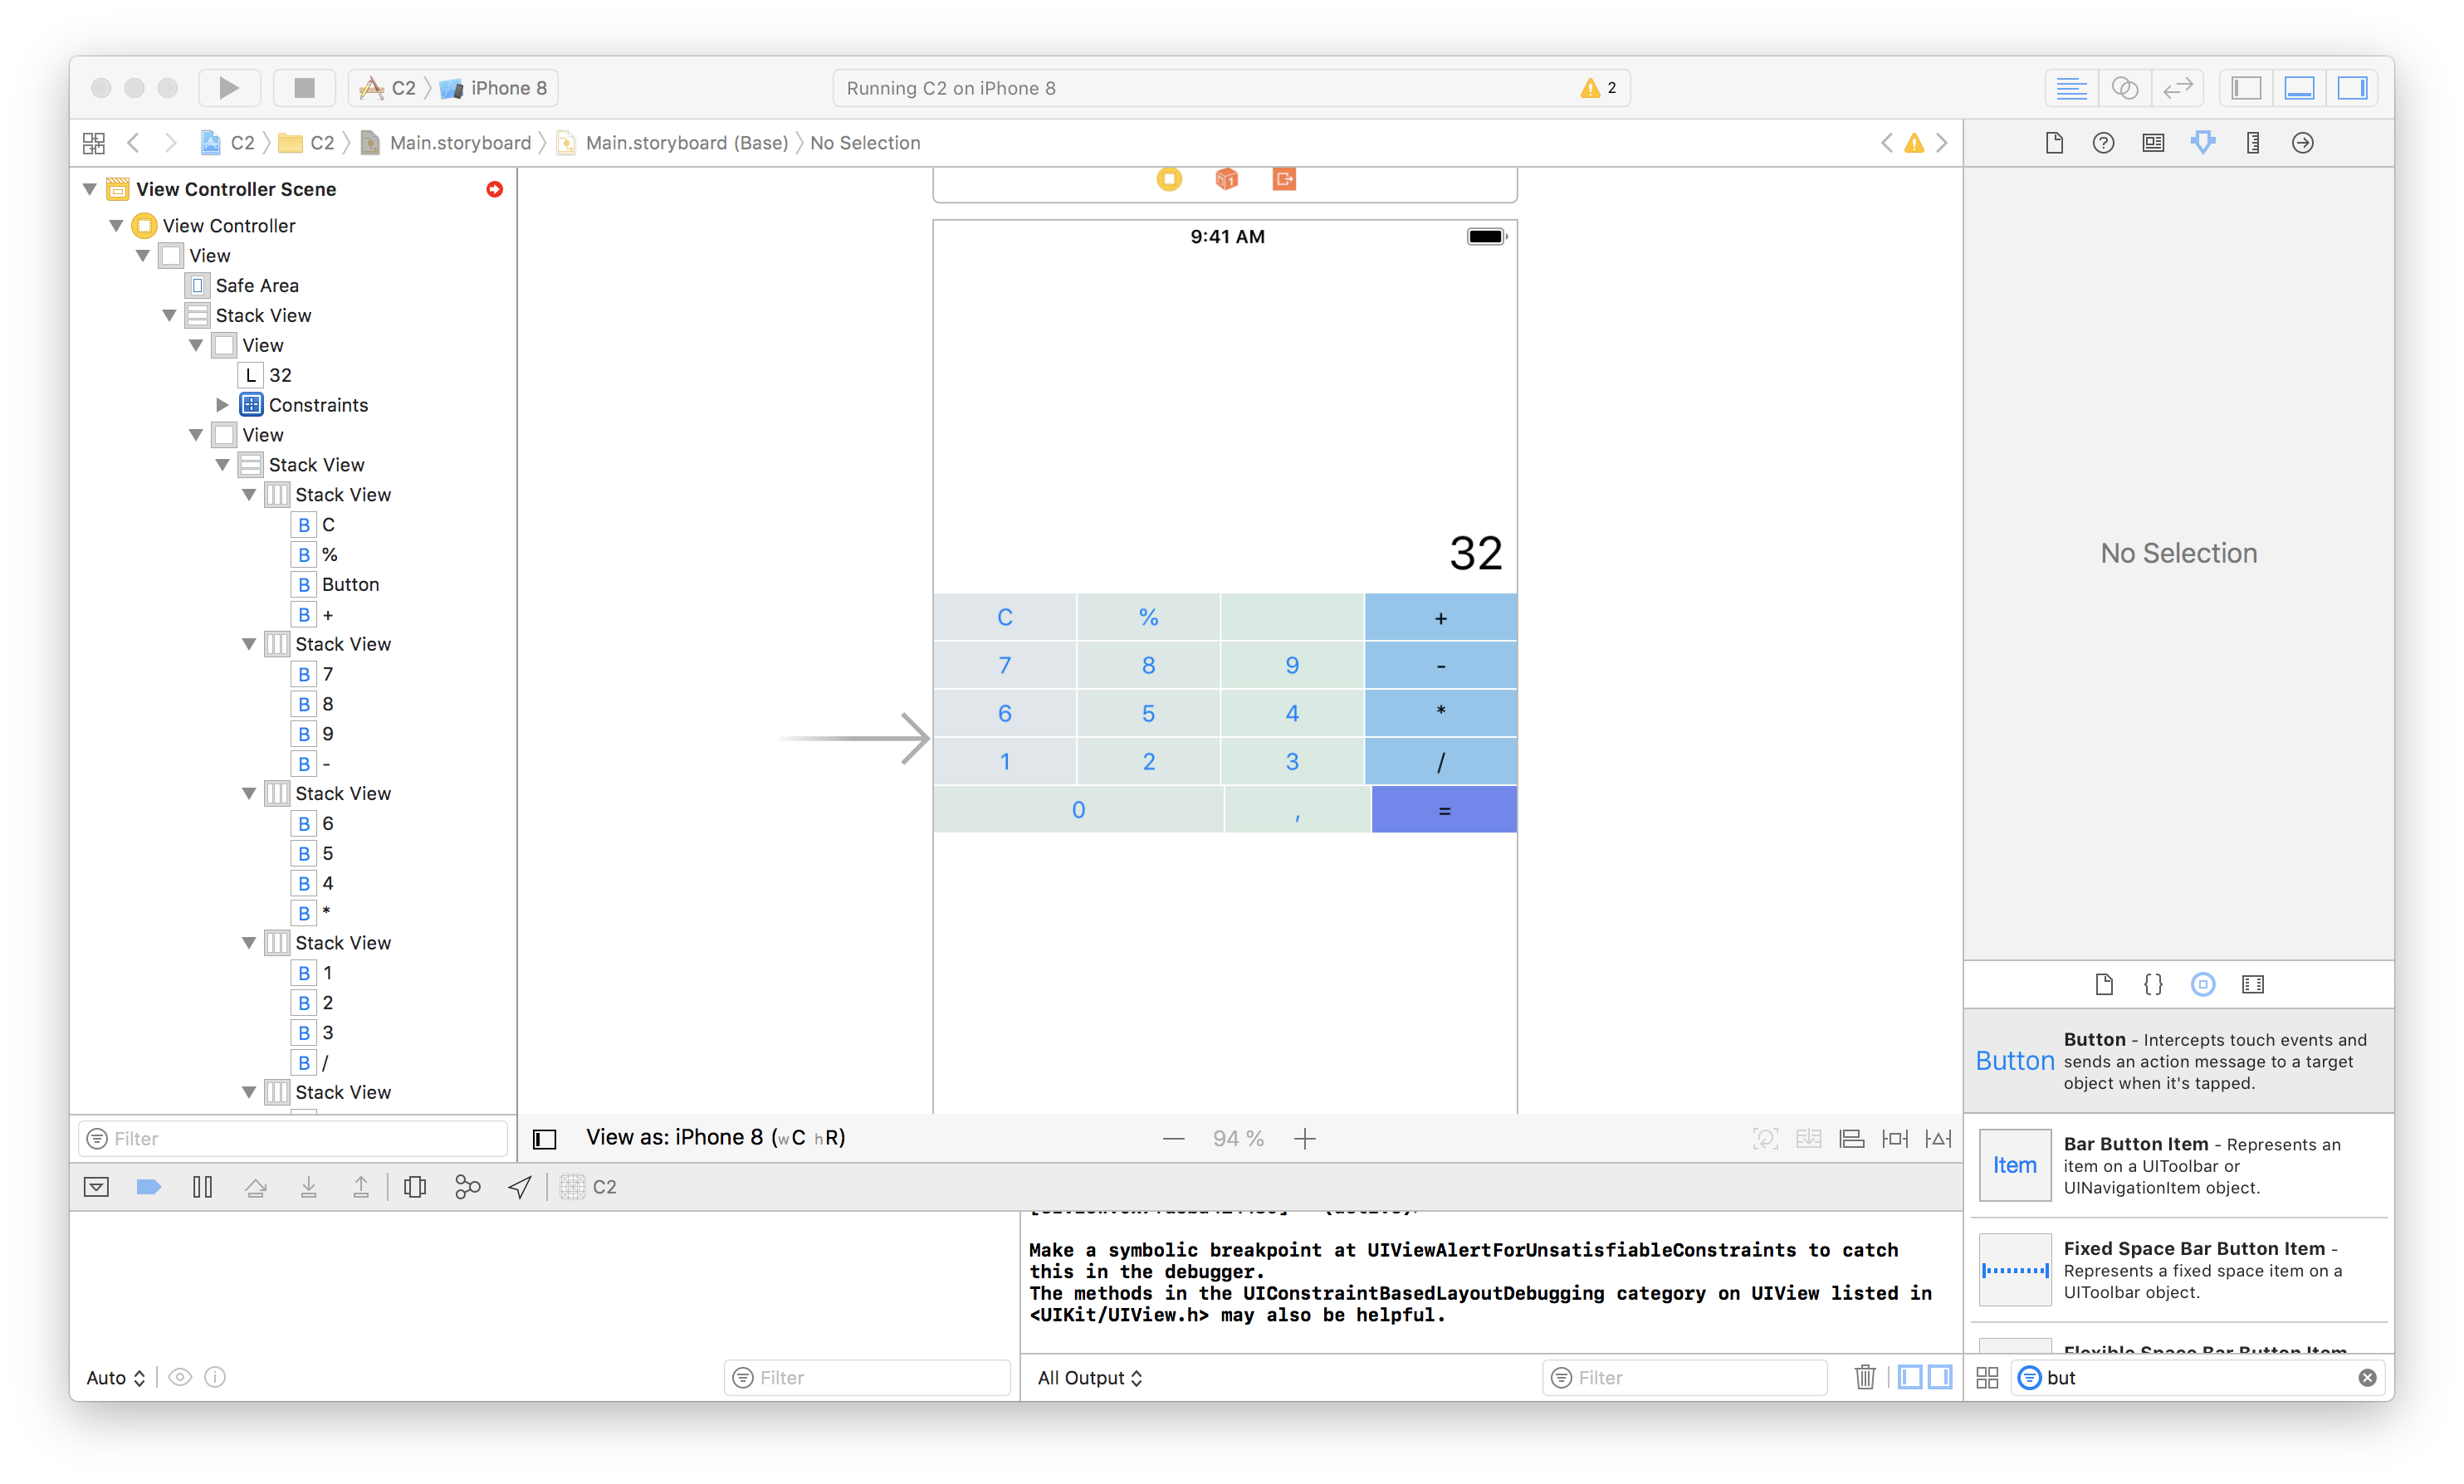 C2 iPhone 8
Running C2 on iPhone 8
2
C2 C2 Main.storyboard Main.storyboard (Base) No Selection
View Controller Scene
View Controller
View
Safe Area
Stack View
View
L 32
Constraints
View
Stack View
Stack View
B C
B %
B Button
B +
Stack View
B 7
B 8
B 9
B -
Stack View
B 6
B 5
B 4
B *
Stack View
B 1
B 2
B 3
B /
Stack View
Filter
9:41 AM
32
C % +
7 8 9 -
6 5 4 *
1 2 3 /
0 , =
View as: iPhone 8 (wC hR)
94 %
No Selection
{}
Button
Button - Intercepts touch events and
sends an action message to a target
object when it's tapped.
Item
Bar Button Item - Represents an
item on a UIToolbar or
UINavigationItem object.
Fixed Space Bar Button Item -
Represents a fixed space item on a
UIToolbar object.
Flexible Space Bar Button Item
but
C2
Make a symbolic breakpoint at UIViewAlertForUnsatisfiableConstraints to catch
this in the debugger.
The methods in the UIConstraintBasedLayoutDebugging category on UIView listed in
<UIKit/UIView.h> may also be helpful.
Auto
Filter
All Output
Filter